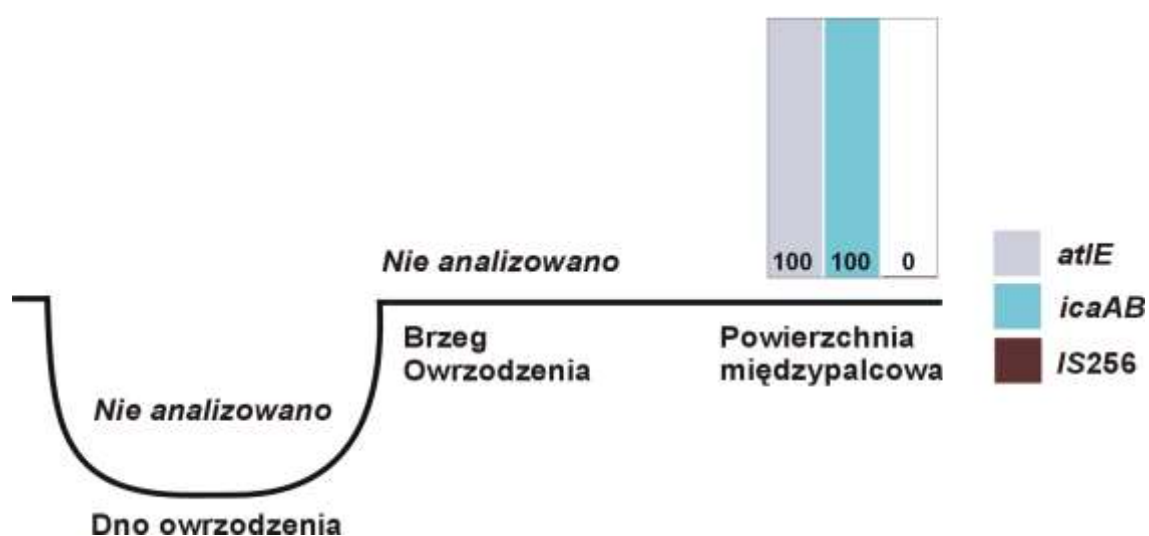 100 100 0
Nie analizowano
atlE
icaAB
IS256
Brzeg
Owrzodzenia
Powierzchnia
międzypalcowa
Nie analizowano
Dno owrzodzenia